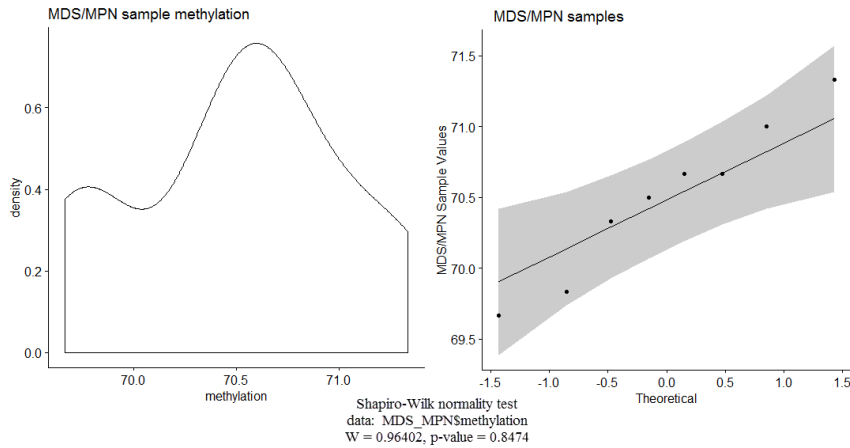 MDS/MPN sample methylation
density
0.6
0.4
0.2
0.0
70.0 70.5 71.0
methylation
MDS/MPN samples
MDS/MPN Sample Values
71.5
71.0
70.5
70.0
69.5
-1.5 -1.0 -0.5 0.0 0.5 1.0 1.5
Theoretical
Shapiro-Wilk normality test
data: MDS_MPN$methylation
W = 0.96402, p-value = 0.8474